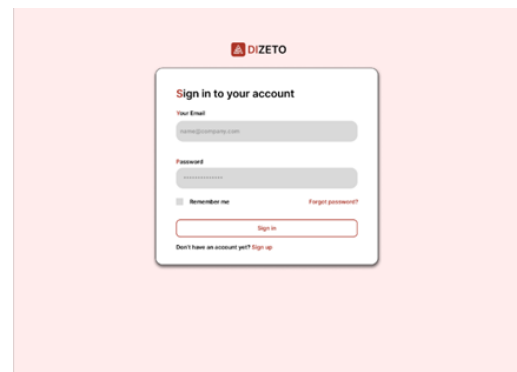 DIZETO
Sign in to your account
Your Email
name@company.com
Password
Remember me Forgot password?
Sign in
Don't have an account yet? Sign up